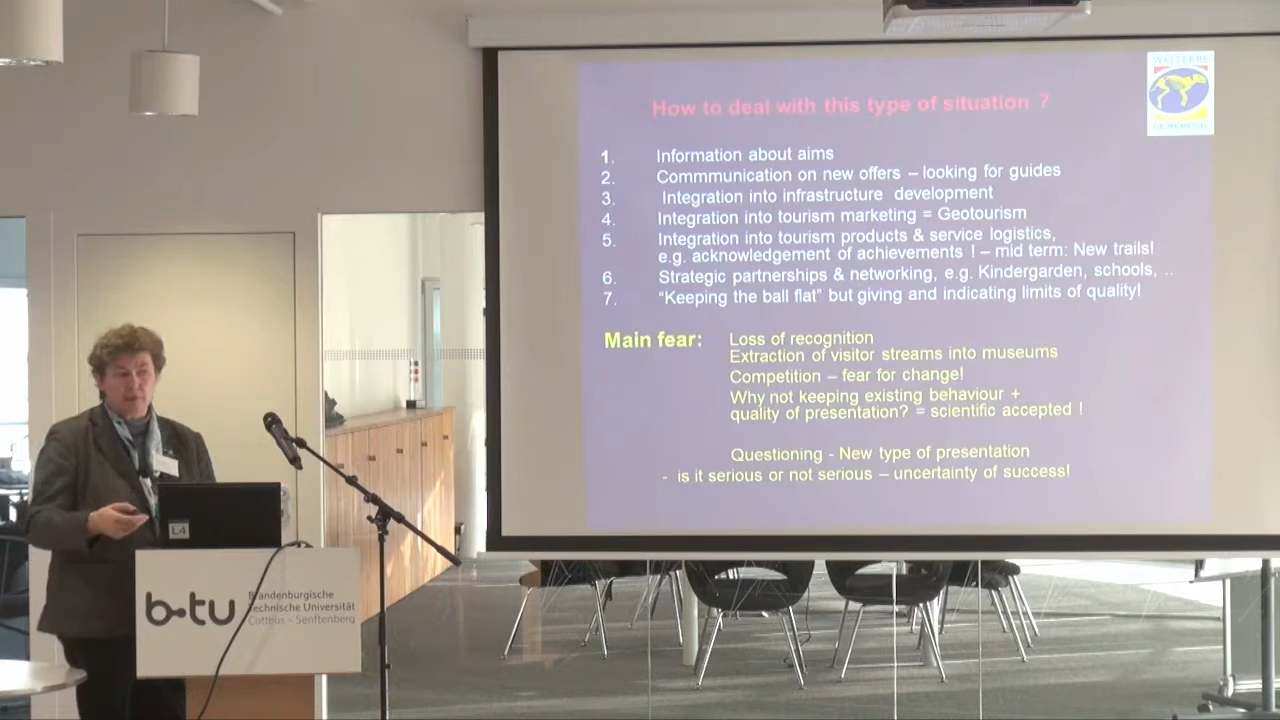 WELTERBE
GRUBE MESSEL
How to deal with this type of situation ?
1. Information about aims
2. Commmunication on new offers – looking for guides
3. Integration into infrastructure development
4. Integration into tourism marketing = Geotourism
5. Integration into tourism products & service logistics,
e.g. acknowledgement of achievements ! – mid term: New trails!
6. Strategic partnerships & networking, e.g. Kindergarden, schools, ..
7. “Keeping the ball flat” but giving and indicating limits of quality!
Main fear: Loss of recognition
Extraction of visitor streams into museums
Competition – fear for change!
Why not keeping existing behaviour +
quality of presentation? = scientific accepted !
Questioning - New type of presentation
- is it serious or not serious – uncertainty of success!
L4
b-tu
Brandenburgische
Technische Universität
Cottbus - Senftenberg